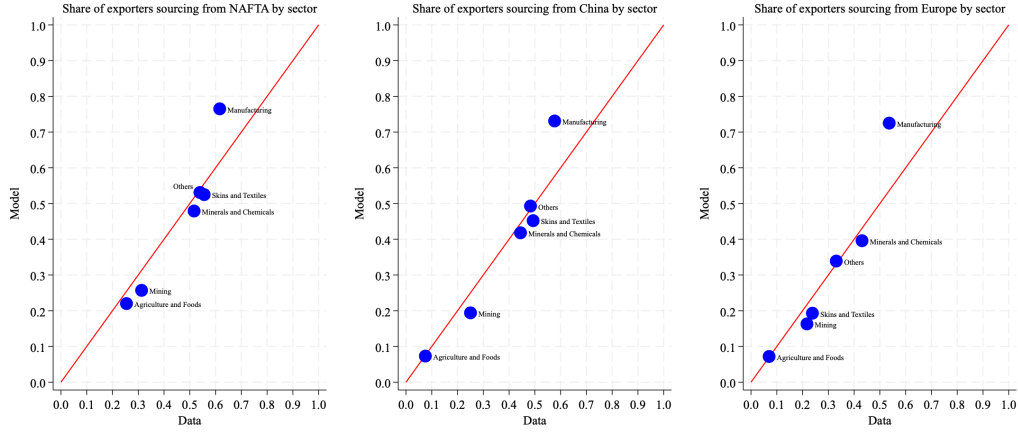 Share of exporters sourcing from NAFTA by sector
1.0
0.9
0.8
0.7
0.6
0.5
0.4
0.3
0.2
0.1
0.0
Model
Manufacturing
Others
Skins and Textiles
Minerals and Chemicals
Mining
Agriculture and Foods
0.0 0.1 0.2 0.3 0.4 0.5 0.6 0.7 0.8 0.9 1.0
Data
Share of exporters sourcing from China by sector
1.0
0.9
0.8
0.7
0.6
0.5
0.4
0.3
0.2
0.1
0.0
Model
Manufacturing
Others
Skins and Textiles
Minerals and Chemicals
Mining
Agriculture and Foods
0.0 0.1 0.2 0.3 0.4 0.5 0.6 0.7 0.8 0.9 1.0
Data
Share of exporters sourcing from Europe by sector
1.0
0.9
0.8
0.7
0.6
0.5
0.4
0.3
0.2
0.1
0.0
Model
Manufacturing
Minerals and Chemicals
Others
Skins and Textiles
Mining
Agriculture and Foods
0.0 0.1 0.2 0.3 0.4 0.5 0.6 0.7 0.8 0.9 1.0
Data